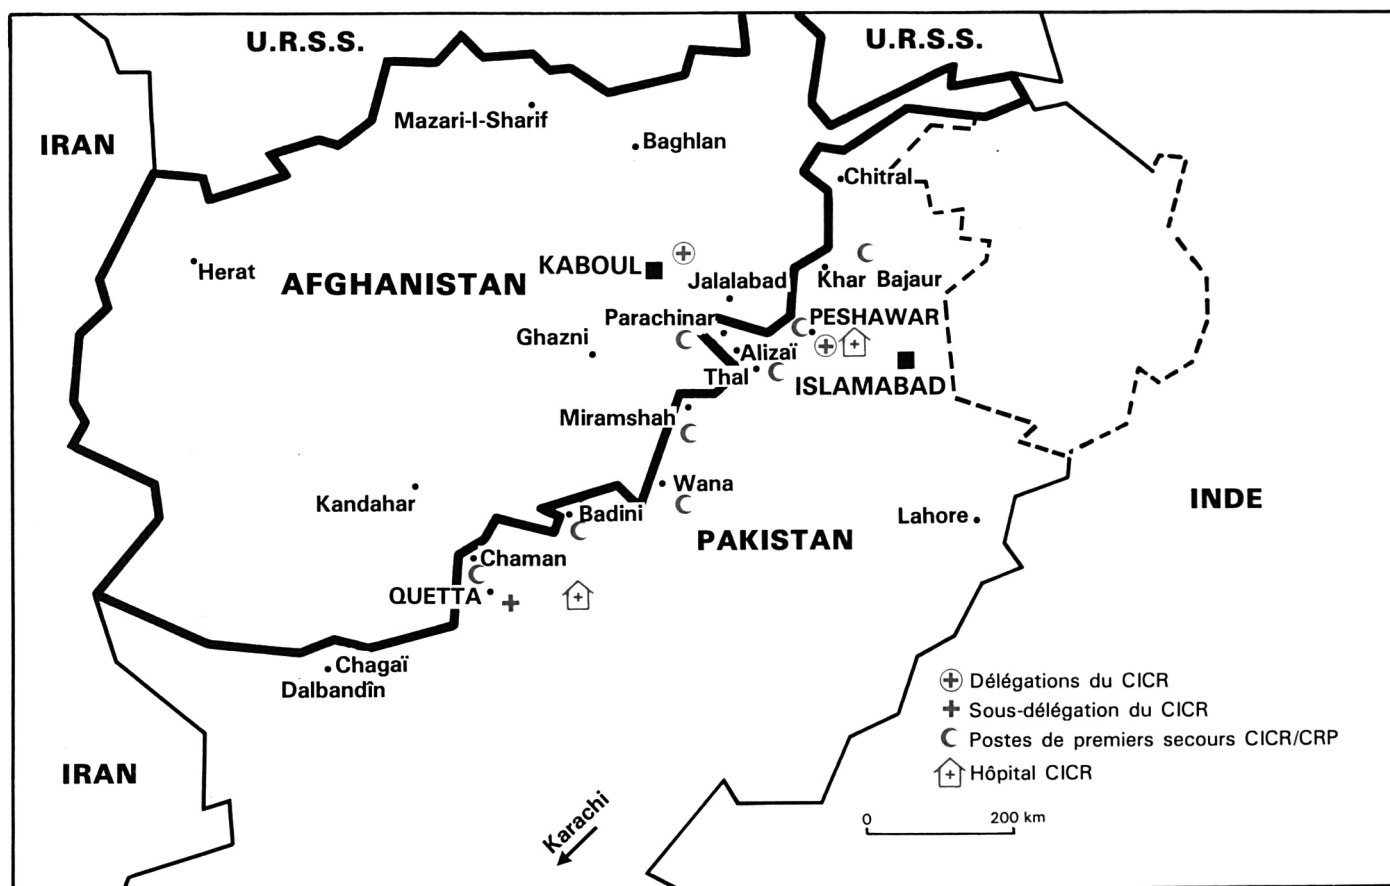 U.R.S.S.
U.R.S.S.
IRAN
Mazari-I-Sharif
Baghlan
Chitral
Herat
AFGHANISTAN
KABOUL
Jalalabad
Khar Bajaur
Parachinar
PESHAWAR
Ghazni
Alizaï
Thal
ISLAMABAD
Miramshah
Wana
Kandahar
Badini
Lahore
INDE
PAKISTAN
Chaman
QUETTA
Chagaï
Dalbandîn
IRAN
Karachi
Délégations du CICR
Sous-délégation du CICR
Postes de premiers secours CICR/CRP
Hôpital CICR
0 200 km